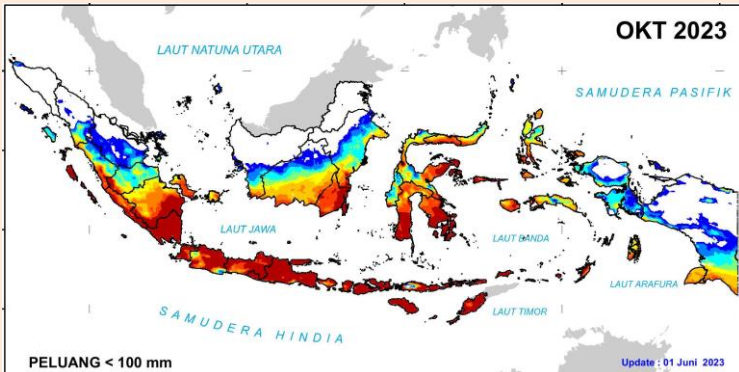 OKT 2023
LAUT NATUNA UTARA
SAMUDERA PASIFIK
LAUT JAWA
LAUT BANDA
LAUT ARAFURA
SAMUDERA HINDIA
LAUT TIMOR
PELUANG < 100 mm
Update : 01 Juni 2023